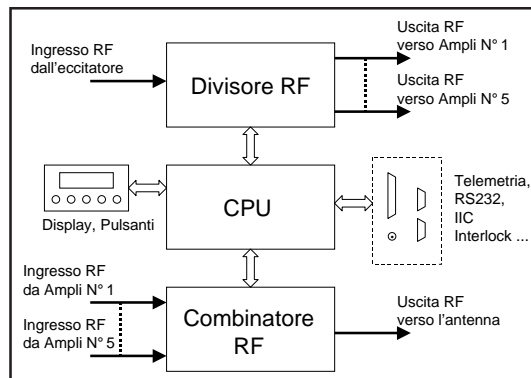 Ingresso RF
dall'eccitatore
Divisore RF
Uscita RF
verso Ampli N° 1
Uscita RF
verso Ampli N° 5
Display, Pulsanti
CPU
Telemetria,
RS232,
IIC
Interlock ...
Ingresso RF
da Ampli N° 1
Ingresso RF
da Ampli N° 5
Combinatore
RF
Uscita RF
verso l'antenna